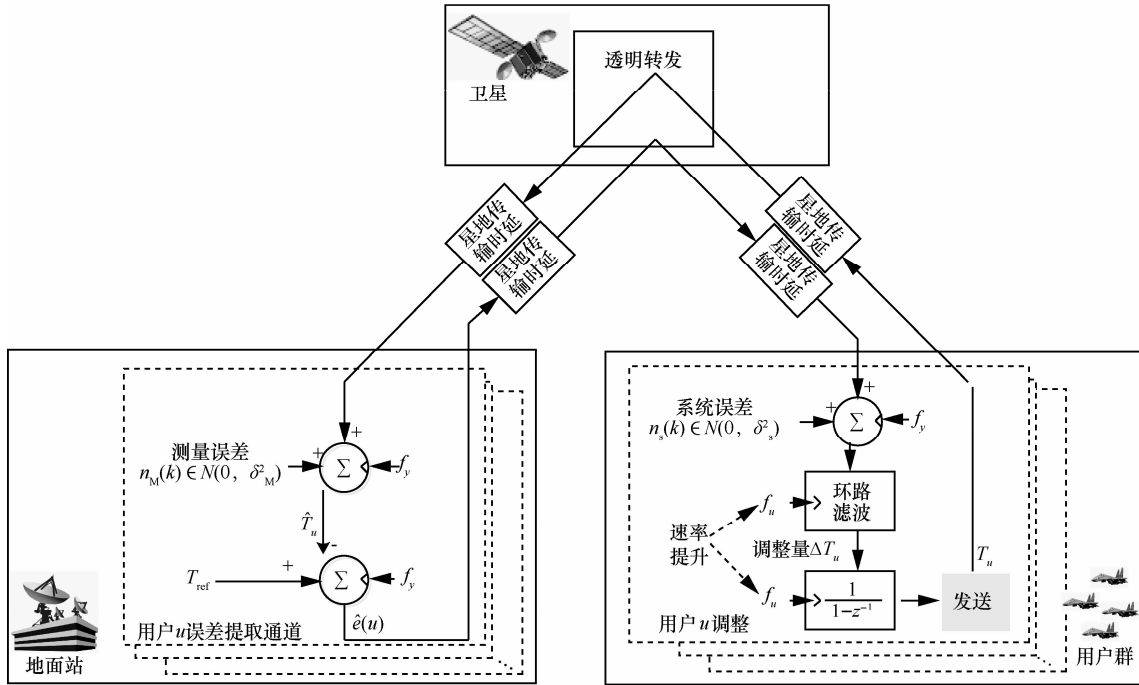 透明转发
卫星
星地传
输时延
星地传
输时延
星地传
输时延
星地传
输时延
测量误差
n_M(k)∈N(0, δ²_M)
+
+
Σ
f_y
T̂_u
-
T_ref
+
Σ
f_y
ê(u)
用户u误差提取通道
地面站
系统误差
n_s(k)∈N(0, δ²_s)
+
+
Σ
f_y
环路
滤波
f_u
速率
提升
调整量ΔT_u
f_u
1
1−z⁻¹
T_u
发送
用户u调整
用户群